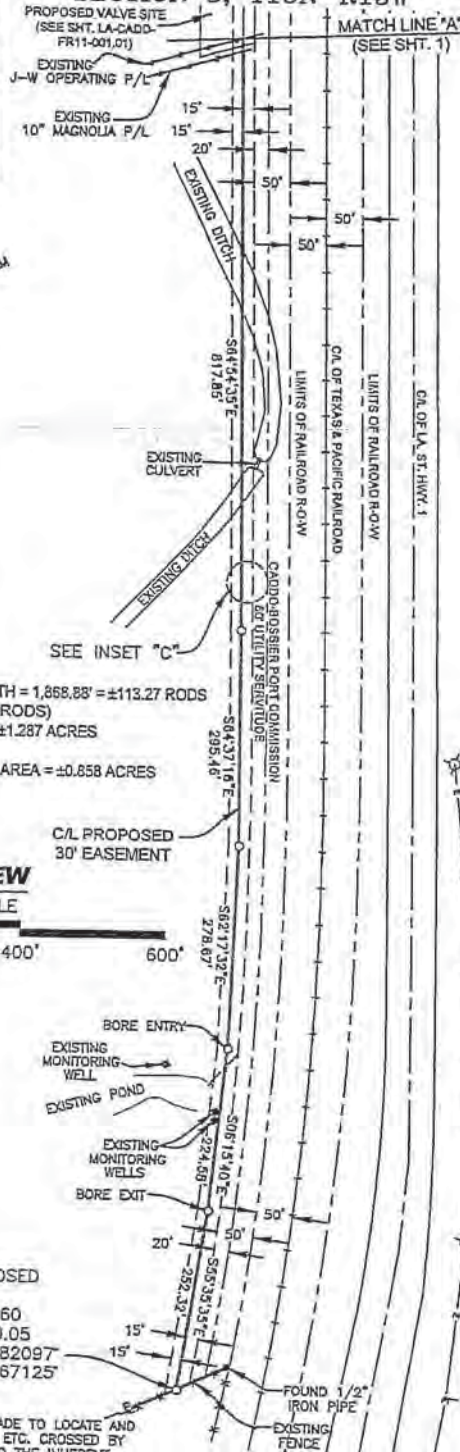 PROPOSED VALVE SITE
(SEE SHT. LA-CADD-
FR11-001,01)
MATCH LINE "A"
(SEE SHT. 1)
EXISTING
J-W OPERATING P/L
EXISTING
10" MAGNOLIA P/L
15'
15'
20'
50'
50'
50'
EXISTING DITCH
S64°54'35"E
817.85'
LIMITS OF RAILROAD R-O-W
C/L OF TEXAS & PACIFIC RAILROAD
LIMITS OF RAILROAD R-O-W
C/L OF LA. ST. HWY. 1
EXISTING
CULVERT
EXISTING DITCH
SEE INSET "C"
CADDO-BOSSIER PORT COMMISSION
UTILITY SERVITUDE
TH = 1,868.88' = ±113.27 RODS
RODS)
±1.287 ACRES
AREA = ±0.858 ACRES
S64°37'16"E
295.46'
C/L PROPOSED
30' EASEMENT
EW
LE
400'
600'
S62°17'32"E
278.67'
BORE ENTRY
EXISTING
MONITORING
WELL
EXISTING POND
EXISTING
MONITORING
WELLS
224.58'
BORE EXIT
50'
50'
20'
S55°35'35"E
252.32'
OSED
60
0.05
82097
67125"
15'
15'
FOUND 1/2"
IRON PIPE
EXISTING
FENCE
ADE TO LOCATE AND
ETC. CROSSED BY